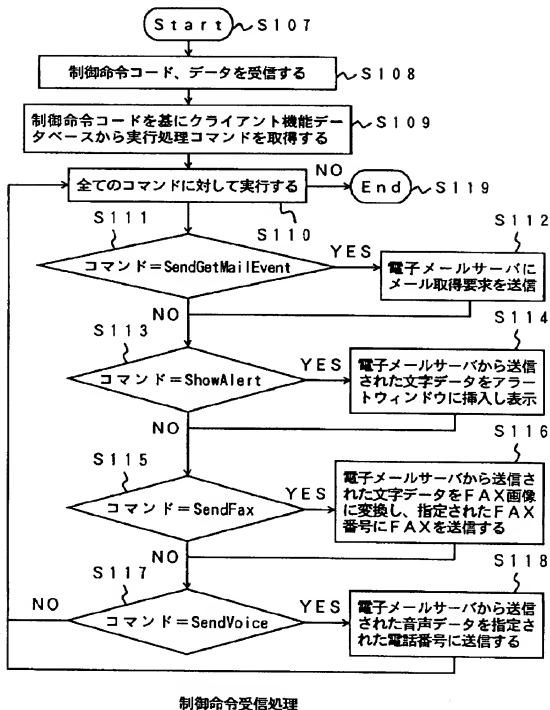 Start
S107
制御命令コード、データを受信する
S108
制御命令コードを基にクライアント機能デー
タベースから実行処理コマンドを取得する
S109
全てのコマンドに対して実行する
NO
End
S119
S110
S111
コマンド=SendGetMailEvent
YES
S112
電子メールサーバに
メール取得要求を送信
NO
S113
コマンド=ShowAlert
YES
S114
電子メールサーバから送信
された文字データをアラー
トウィンドウに挿入し表示
NO
S115
コマンド=SendFax
YES
S116
電子メールサーバから送信さ
れた文字データをFAX画像
に変換し、指定されたFAX
番号にFAXを送信する
NO
S117
NO
コマンド=SendVoice
YES
S118
電子メールサーバから送信
された音声データを指定さ
れた電話番号に送信する
制御命令受信処理